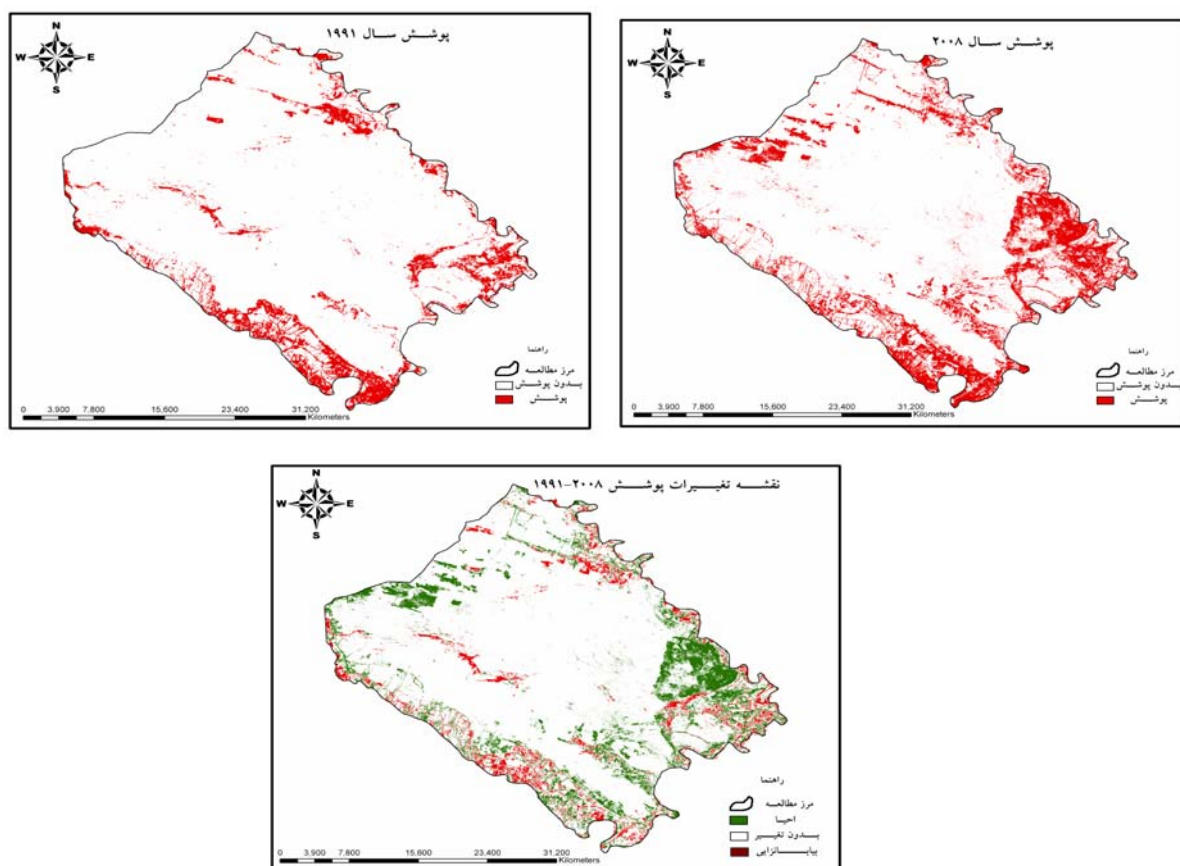 پوشش سال ۱۹۹۱
N
W E
S
راهنما
مرز مطالعه
بدون پوشش
پوشش
0 3.900 7.800 15.600 23.400 31.200
Kilometers
پوشش سال ۲۰۰۸
N
W E
S
راهنما
مرز مطالعه
بدون پوشش
پوشش
0 3.900 7.800 15.600 23.400 31.200
Kilometers
نقشه تغییرات پوشش ۲۰۰۸-۱۹۹۱
N
W E
S
راهنما
مرز مطالعه
احیا
بدون تغییر
بیابانزایی
0 3.900 7.800 15.600 23.400 31.200
Kilometers